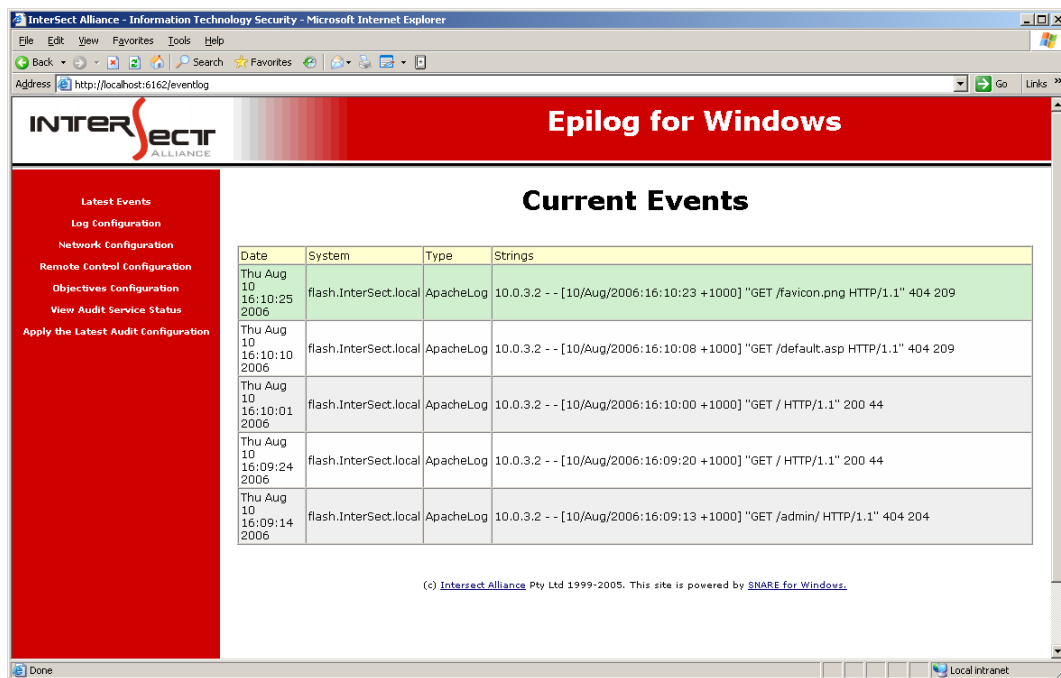 InterSect Alliance - Information Technology Security - Microsoft Internet Explorer
File Edit View Favorites Tools Help
Back Search Favorites
Address http://localhost:6162/eventlog Go Links »
INTERSECT
ALLIANCE
Epilog for Windows
Latest Events
Log Configuration
Network Configuration
Remote Control Configuration
Objectives Configuration
View Audit Service Status
Apply the Latest Audit Configuration
Current Events
Date System Type Strings
Thu Aug
10
16:10:25
2006
flash.InterSect.local ApacheLog 10.0.3.2 - - [10/Aug/2006:16:10:23 +1000] "GET /favicon.png HTTP/1.1" 404 209
Thu Aug
10
16:10:10
2006
flash.InterSect.local ApacheLog 10.0.3.2 - - [10/Aug/2006:16:10:08 +1000] "GET /default.asp HTTP/1.1" 404 209
Thu Aug
10
16:10:01
2006
flash.InterSect.local ApacheLog 10.0.3.2 - - [10/Aug/2006:16:10:00 +1000] "GET / HTTP/1.1" 200 44
Thu Aug
10
16:09:24
2006
flash.InterSect.local ApacheLog 10.0.3.2 - - [10/Aug/2006:16:09:20 +1000] "GET / HTTP/1.1" 200 44
Thu Aug
10
16:09:14
2006
flash.InterSect.local ApacheLog 10.0.3.2 - - [10/Aug/2006:16:09:13 +1000] "GET /admin/ HTTP/1.1" 404 204
(c) Intersect Alliance Pty Ltd 1999-2005. This site is powered by SNARE for Windows.
Done Local intranet